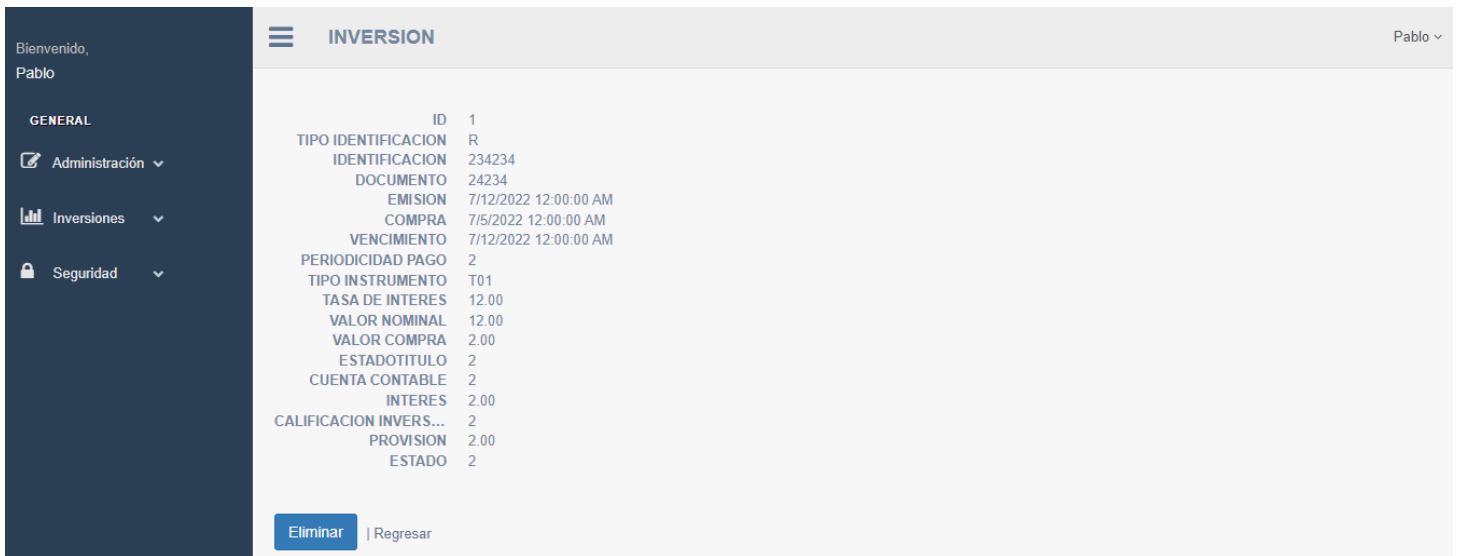 Bienvenido,
Pablo
GENERAL
Administración
Inversiones
Seguridad
INVERSION
Pablo
ID 1
TIPO IDENTIFICACION R
IDENTIFICACION 234234
DOCUMENTO 24234
EMISION 7/12/2022 12:00:00 AM
COMPRA 7/5/2022 12:00:00 AM
VENCIMIENTO 7/12/2022 12:00:00 AM
PERIODICIDAD PAGO 2
TIPO INSTRUMENTO T01
TASA DE INTERES 12.00
VALOR NOMINAL 12.00
VALOR COMPRA 2.00
ESTADOTITULO 2
CUENTA CONTABLE 2
INTERES 2.00
CALIFICACION INVERS... 2
PROVISION 2.00
ESTADO 2
Eliminar | Regresar